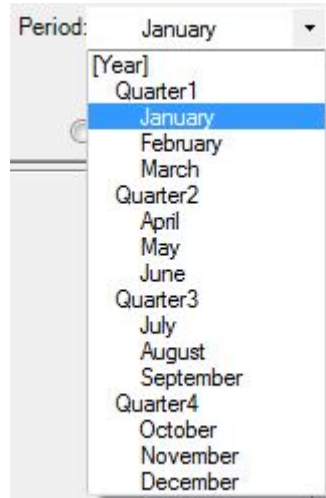 Period: January
[Year]
Quarter1
January
February
March
Quarter2
April
May
June
Quarter3
July
August
September
Quarter4
October
November
December